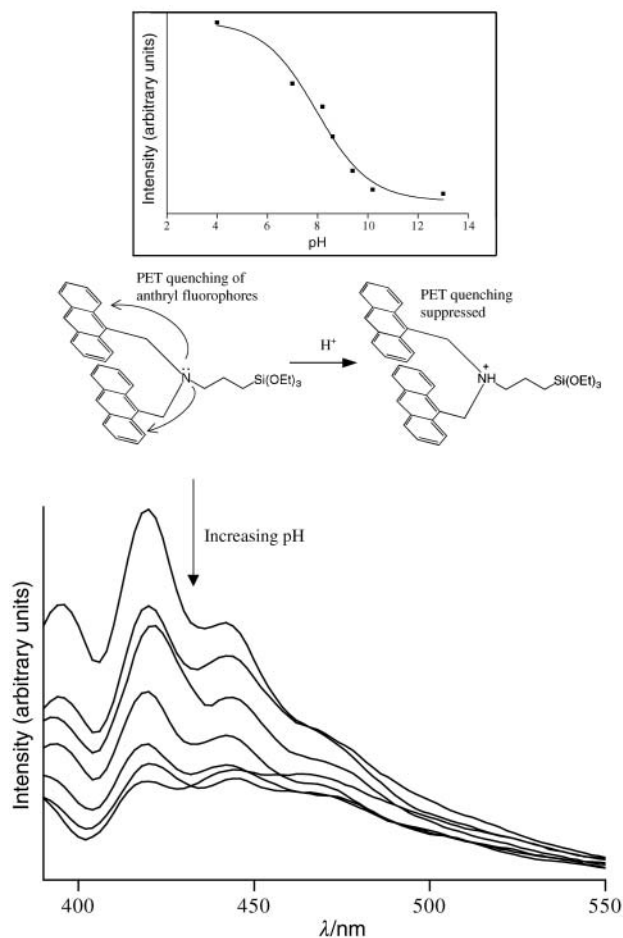 Intensity (arbitrary units)
2 4 6 8 10 12 14
pH
PET quenching of
anthryl fluorophores
PET quenching
suppressed
H⁺
N
Si(OEt)₃
+
NH
Si(OEt)₃
Increasing pH
Intensity (arbitrary units)
400 450 500 550
λ/nm